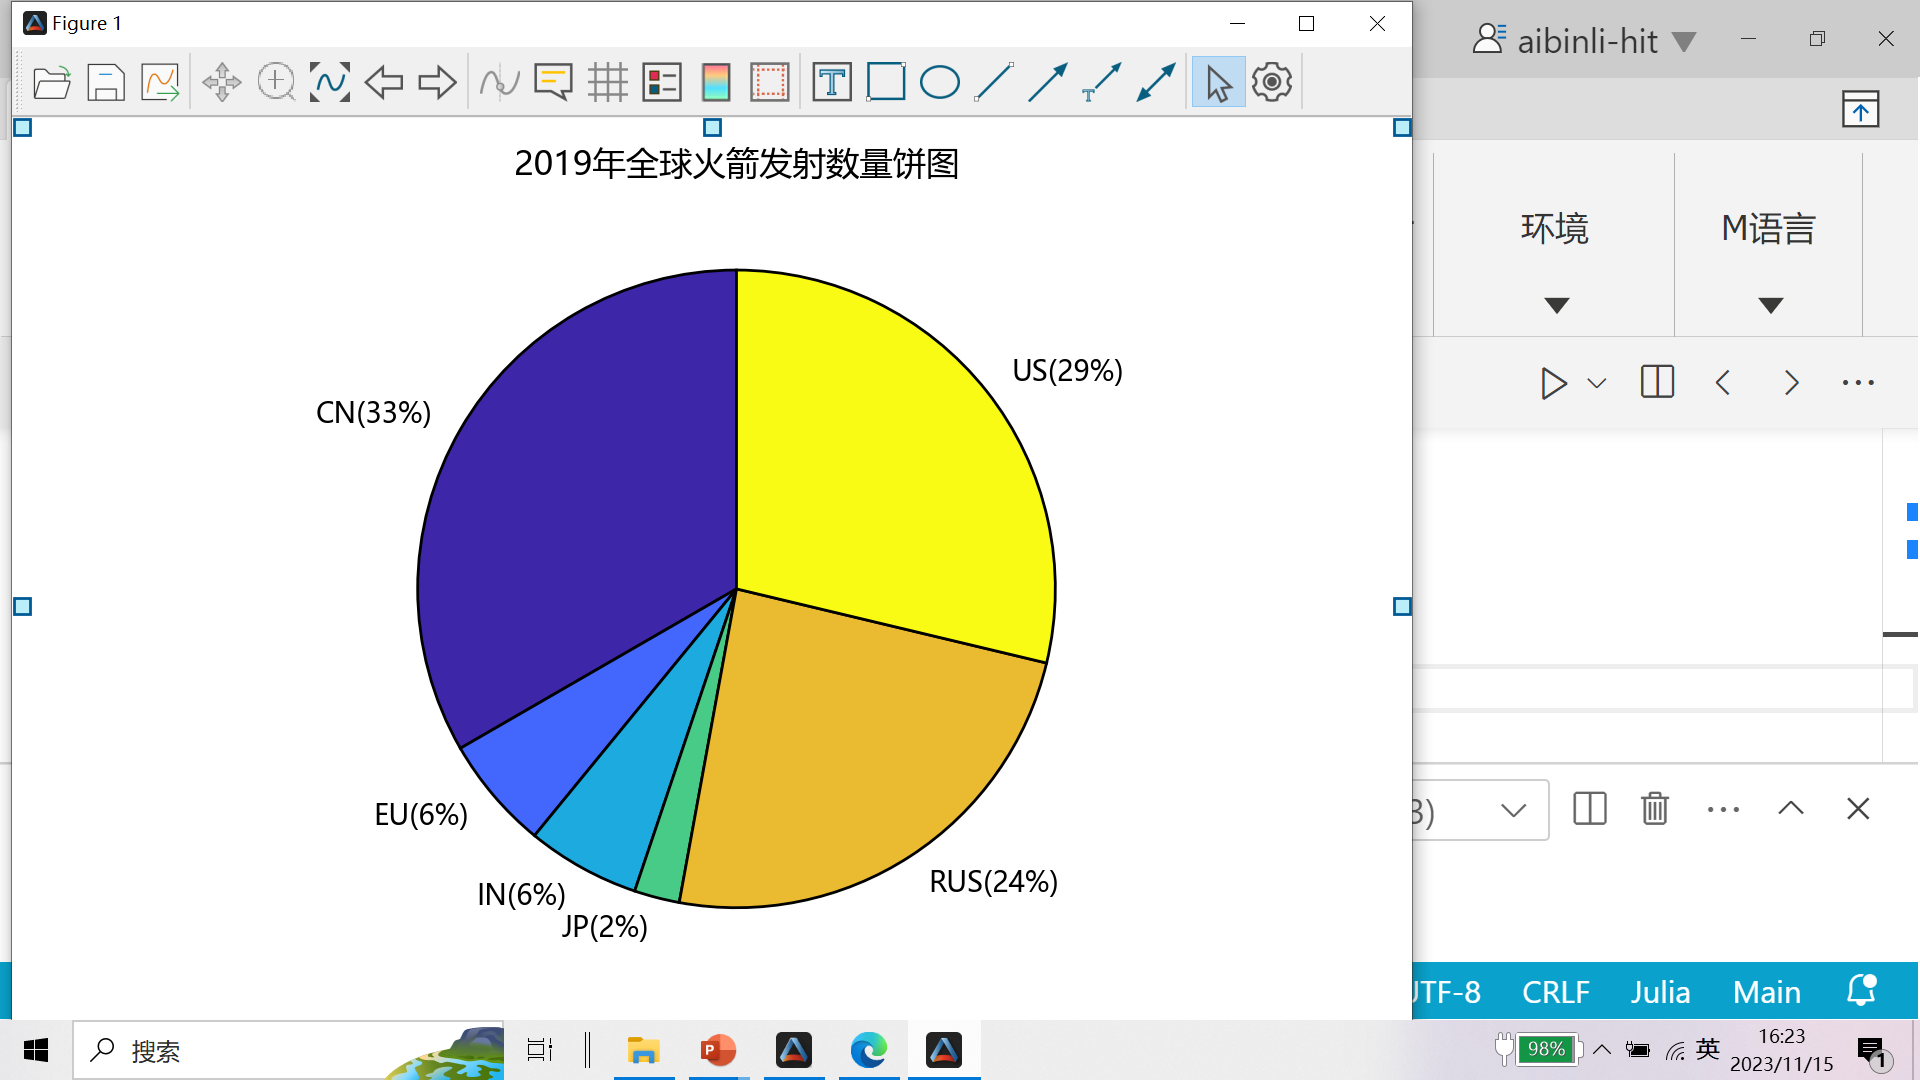 Figure 1
aibinli-hit
2019年全球火箭发射数量饼图
环境
M语言
US(29%)
CN(33%)
EU(6%)
IN(6%)
JP(2%)
RUS(24%)
3)
UTF-8
CRLF
Julia
Main
搜索
98%
英
16:23
2023/11/15
1